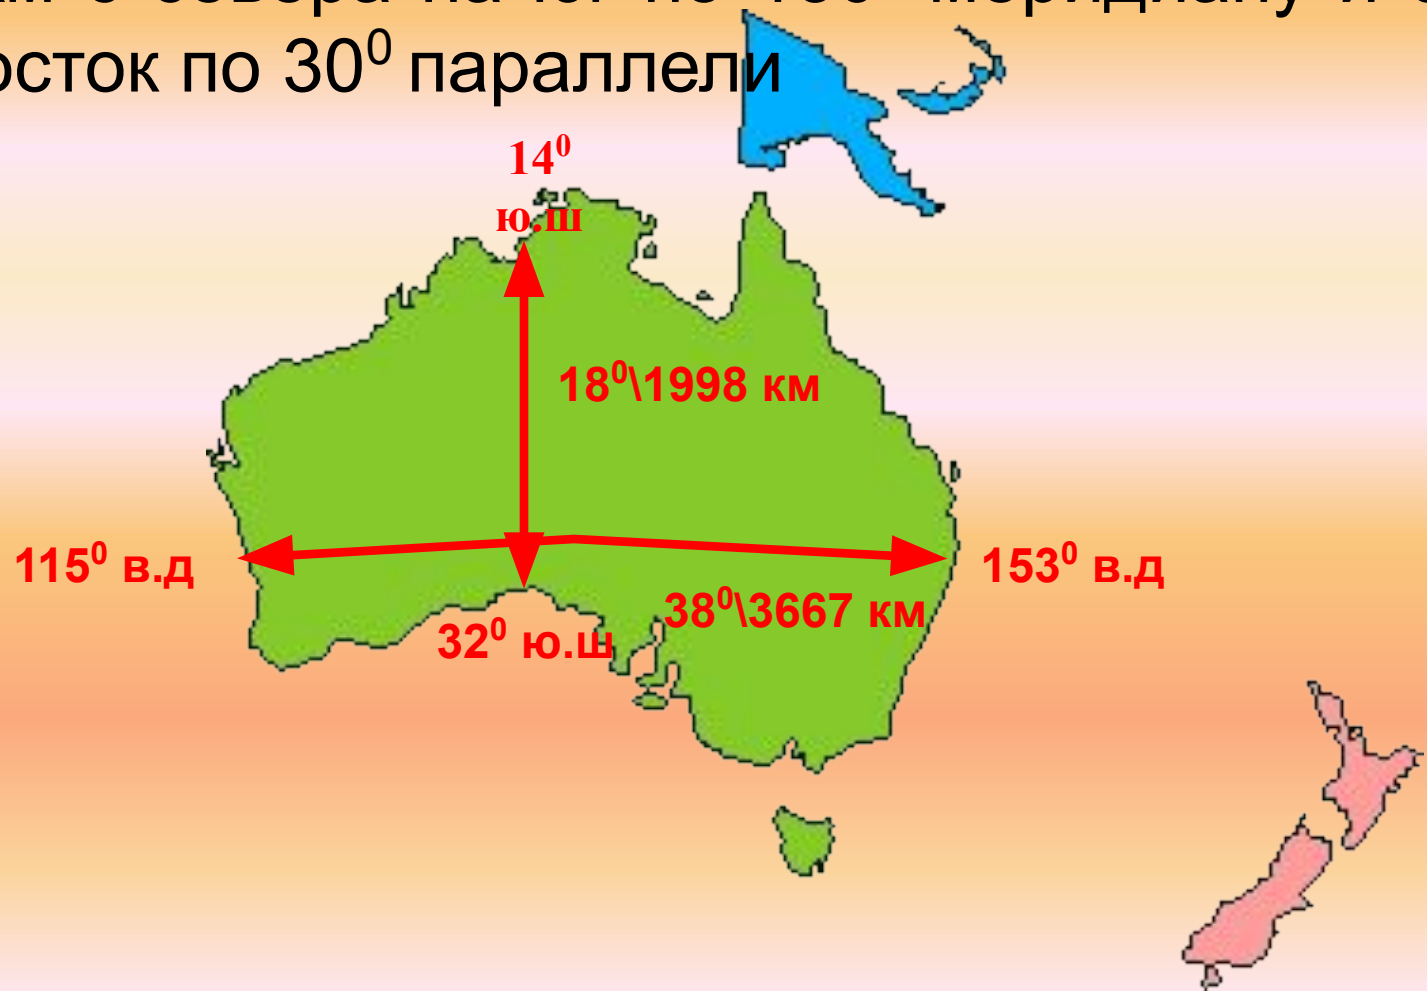 осток по 30⁰ параллели
14⁰
ю.ш
18⁰\1998 км
115⁰ в.д
153⁰ в.д
38⁰\3667 км
32⁰ ю.ш